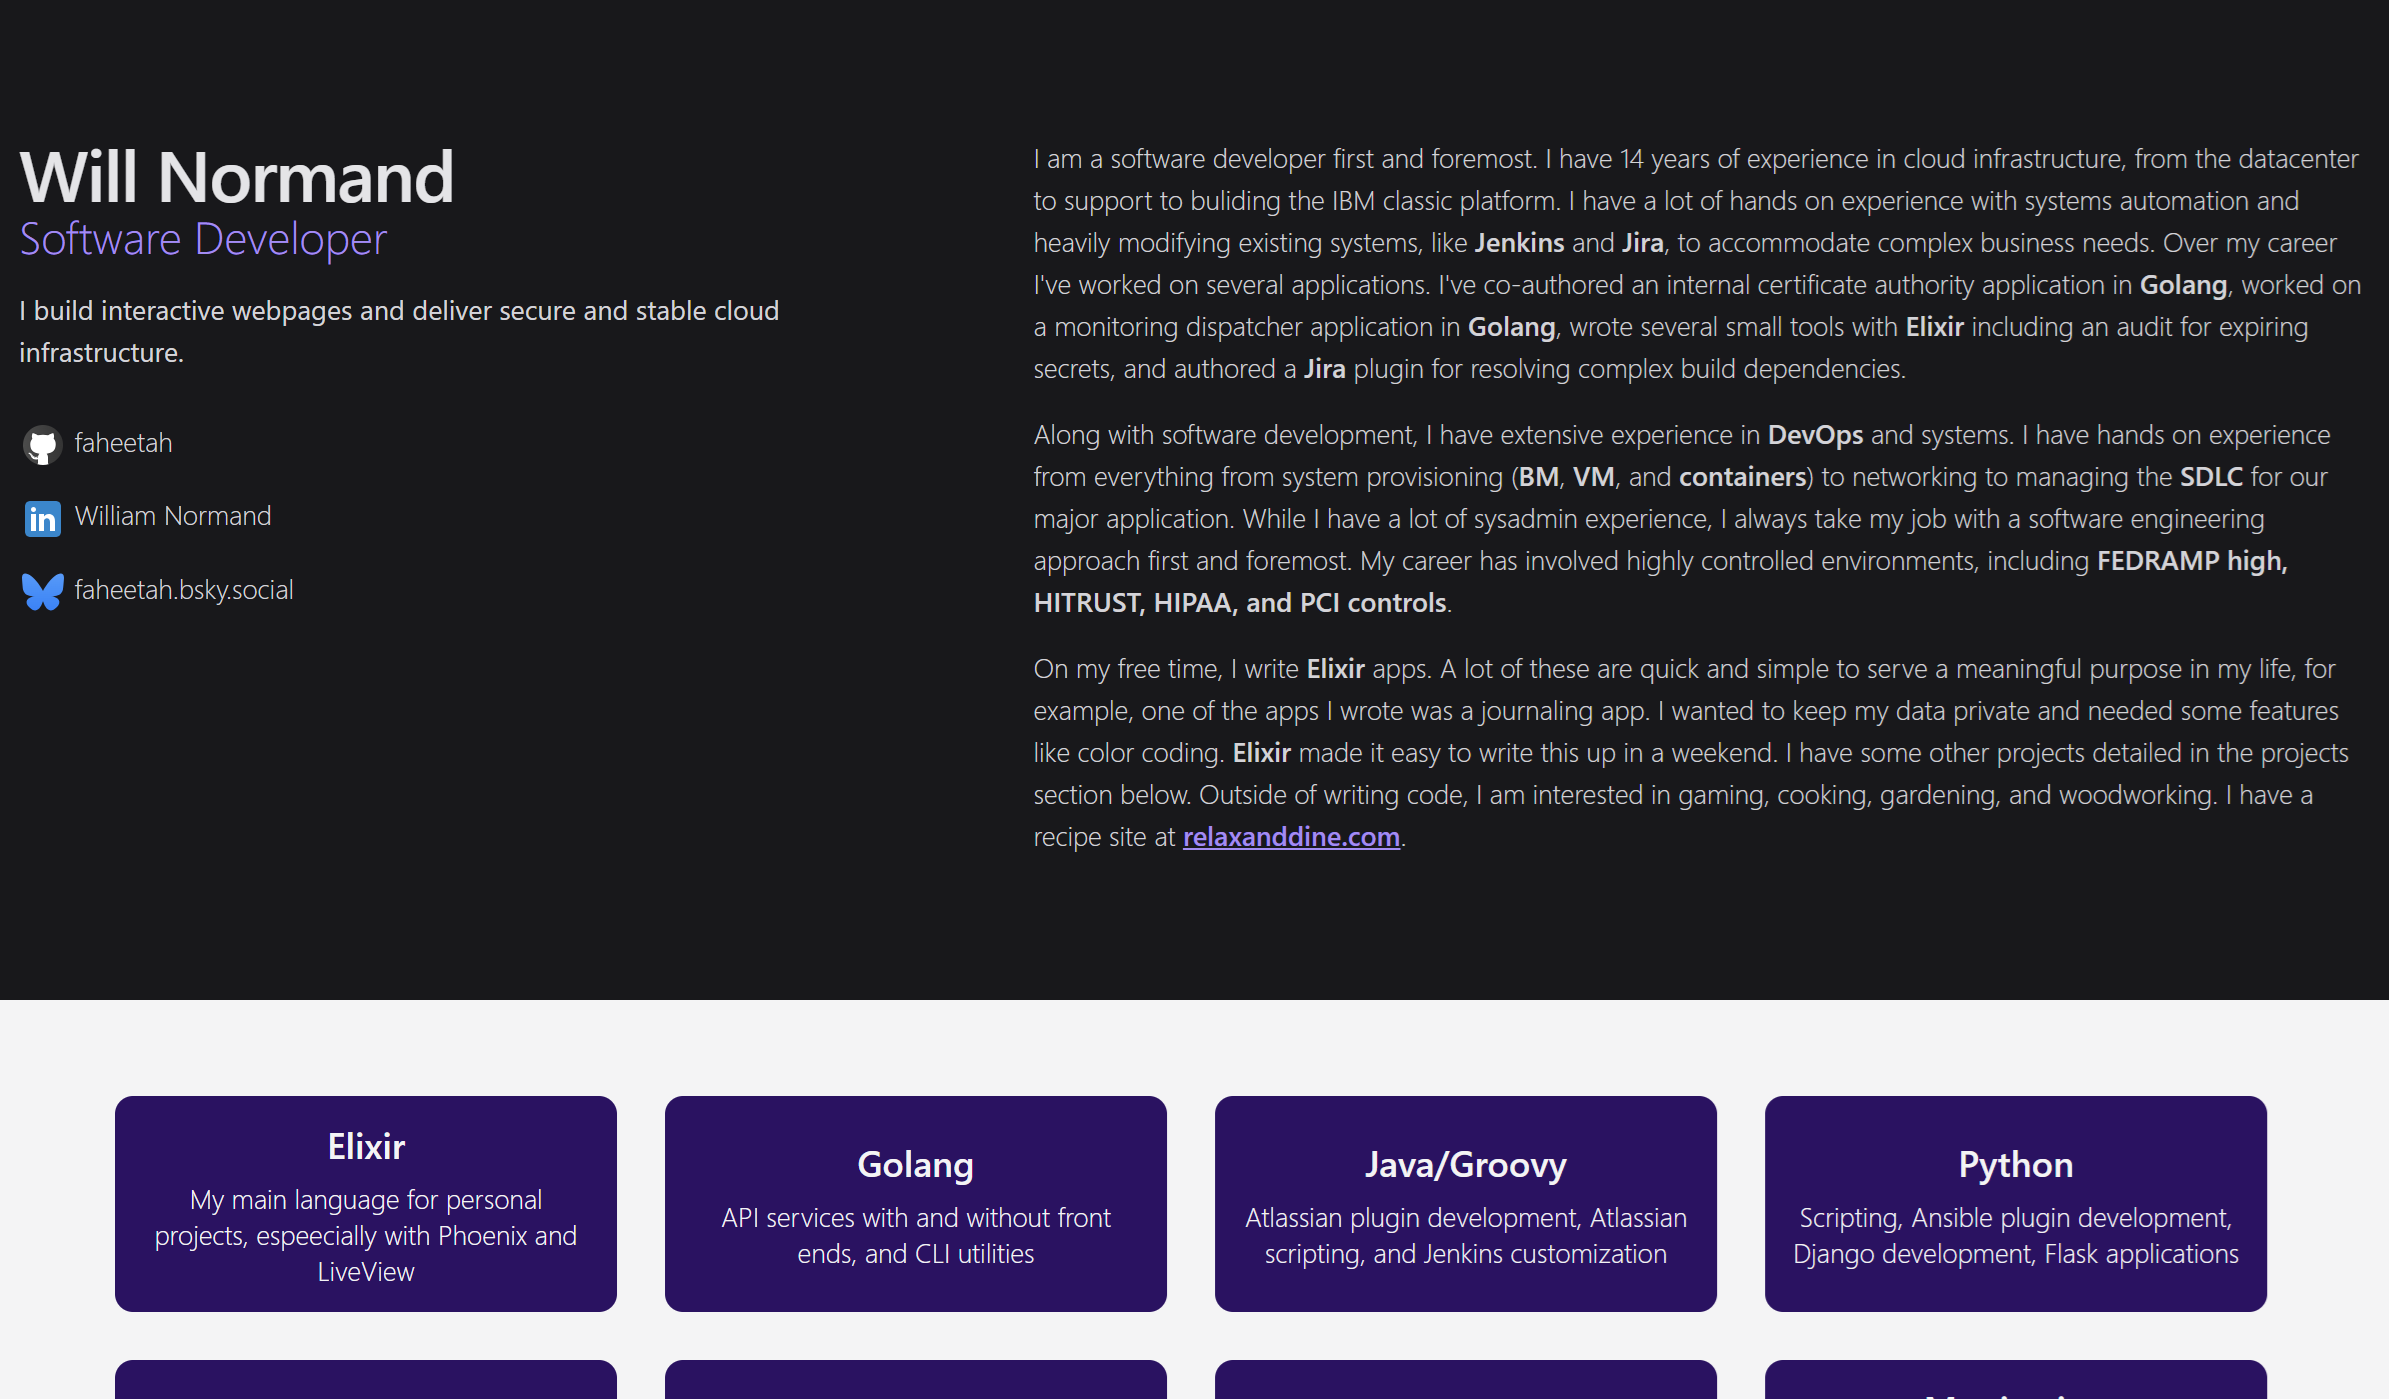 Will Normand
Software Developer
I build interactive webpages and deliver secure and stable cloud
infrastructure.
faheetah
William Normand
faheetah.bsky.social
I am a software developer first and foremost. I have 14 years of experience in cloud infrastructure, from the datacenter
to support to buliding the IBM classic platform. I have a lot of hands on experience with systems automation and
heavily modifying existing systems, like Jenkins and Jira, to accommodate complex business needs. Over my career
I've worked on several applications. I've co-authored an internal certificate authority application in Golang, worked on
a monitoring dispatcher application in Golang, wrote several small tools with Elixir including an audit for expiring
secrets, and authored a Jira plugin for resolving complex build dependencies.
Along with software development, I have extensive experience in DevOps and systems. I have hands on experience
from everything from system provisioning (BM, VM, and containers) to networking to managing the SDLC for our
major application. While I have a lot of sysadmin experience, I always take my job with a software engineering
approach first and foremost. My career has involved highly controlled environments, including FEDRAMP high,
HITRUST, HIPAA, and PCI controls.
On my free time, I write Elixir apps. A lot of these are quick and simple to serve a meaningful purpose in my life, for
example, one of the apps I wrote was a journaling app. I wanted to keep my data private and needed some features
like color coding. Elixir made it easy to write this up in a weekend. I have some other projects detailed in the projects
section below. Outside of writing code, I am interested in gaming, cooking, gardening, and woodworking. I have a
recipe site at relaxanddine.com.
Elixir
My main language for personal
projects, espeecially with Phoenix and
LiveView
Golang
API services with and without front
ends, and CLI utilities
Java/Groovy
Atlassian plugin development, Atlassian
scripting, and Jenkins customization
Python
Scripting, Ansible plugin development,
Django development, Flask applications